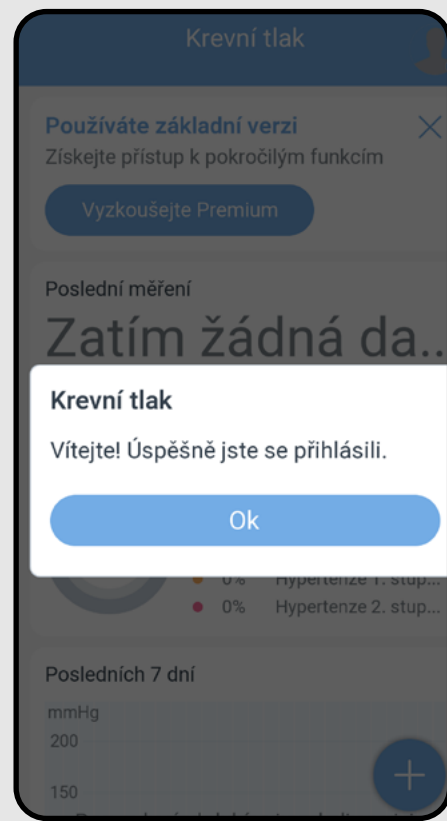 Krevní tlak
Používáte základní verzi
Získejte přístup k pokročilým funkcím
Vyzkoušejte Premium
Poslední měření
Zatím žádná da...
Krevní tlak
Vítejte! Úspěšně jste se přihlásili.
Ok
0% Hypertenze 1. stup...
0% Hypertenze 2. stup...
Posledních 7 dní
mmHg
200
150